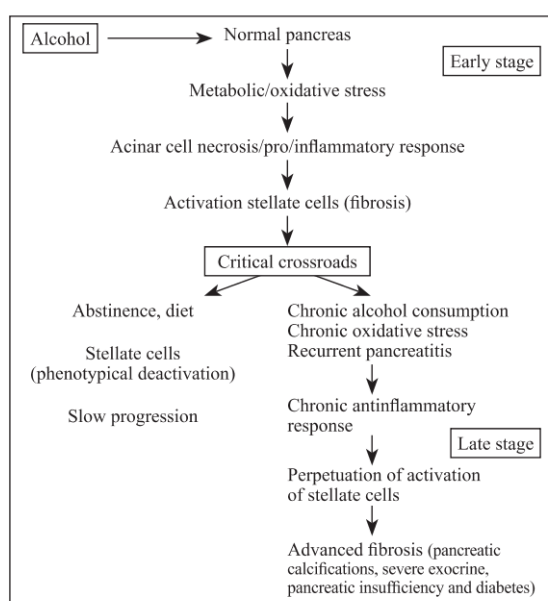 Alcohol
Normal pancreas
Early stage
Metabolic/oxidative stress
Acinar cell necrosis/pro/inflammatory response
Activation stellate cells (fibrosis)
Critical crossroads
Abstinence, diet
Stellate cells
(phenotypical deactivation)
Slow progression
Chronic alcohol consumption
Chronic oxidative stress
Recurrent pancreatitis
Chronic antinflammatory
response
Late stage
Perpetuation of activation
of stellate cells
Advanced fibrosis (pancreatic
calcifications, severe exocrine,
pancreatic insufficiency and diabetes)